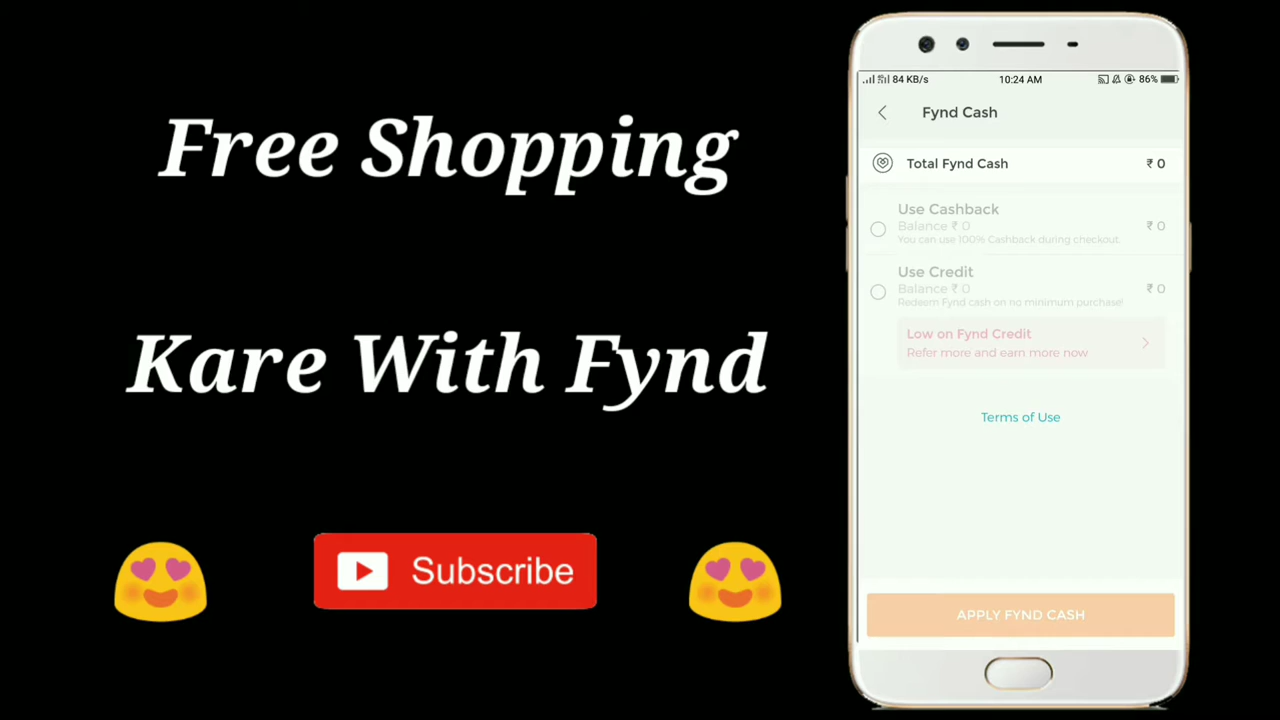 Free Shopping
Kare With Fynd
Subscribe
84 KB/s 10:24 AM 86%
Fynd Cash
Total Fynd Cash ₹ 0
Use Cashback
Balance ₹ 0 ₹ 0
You can use 100% Cashback during checkout.
Use Credit
Balance ₹ 0 ₹ 0
Redeem Fynd cash on no minimum purchase!
Low on Fynd Credit
Refer more and earn more now
Terms of Use
APPLY FYND CASH